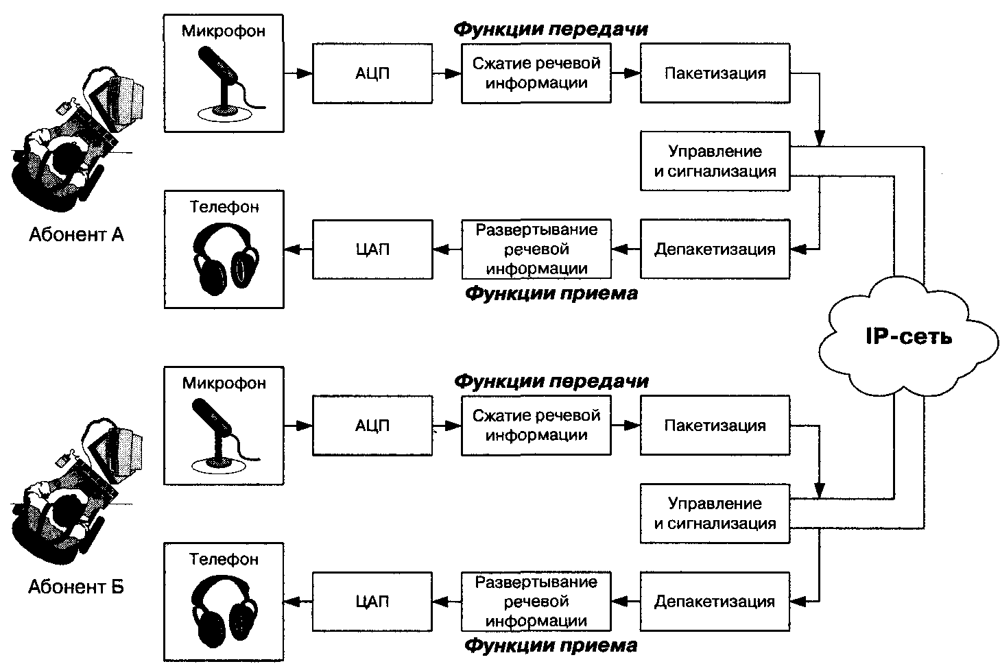 Функции передачи
Микрофон
АЦП
Сжатие речевой
информации
Пакетизация
Управление
и сигнализация
Абонент А
Телефон
ЦАП
Развертывание
речевой
информации
Депакетизация
Функции приема
IP-сеть
Функции передачи
Микрофон
АЦП
Сжатие речевой
информации
Пакетизация
Управление
и сигнализация
Абонент Б
Телефон
ЦАП
Развертывание
речевой
информации
Депакетизация
Функции приема